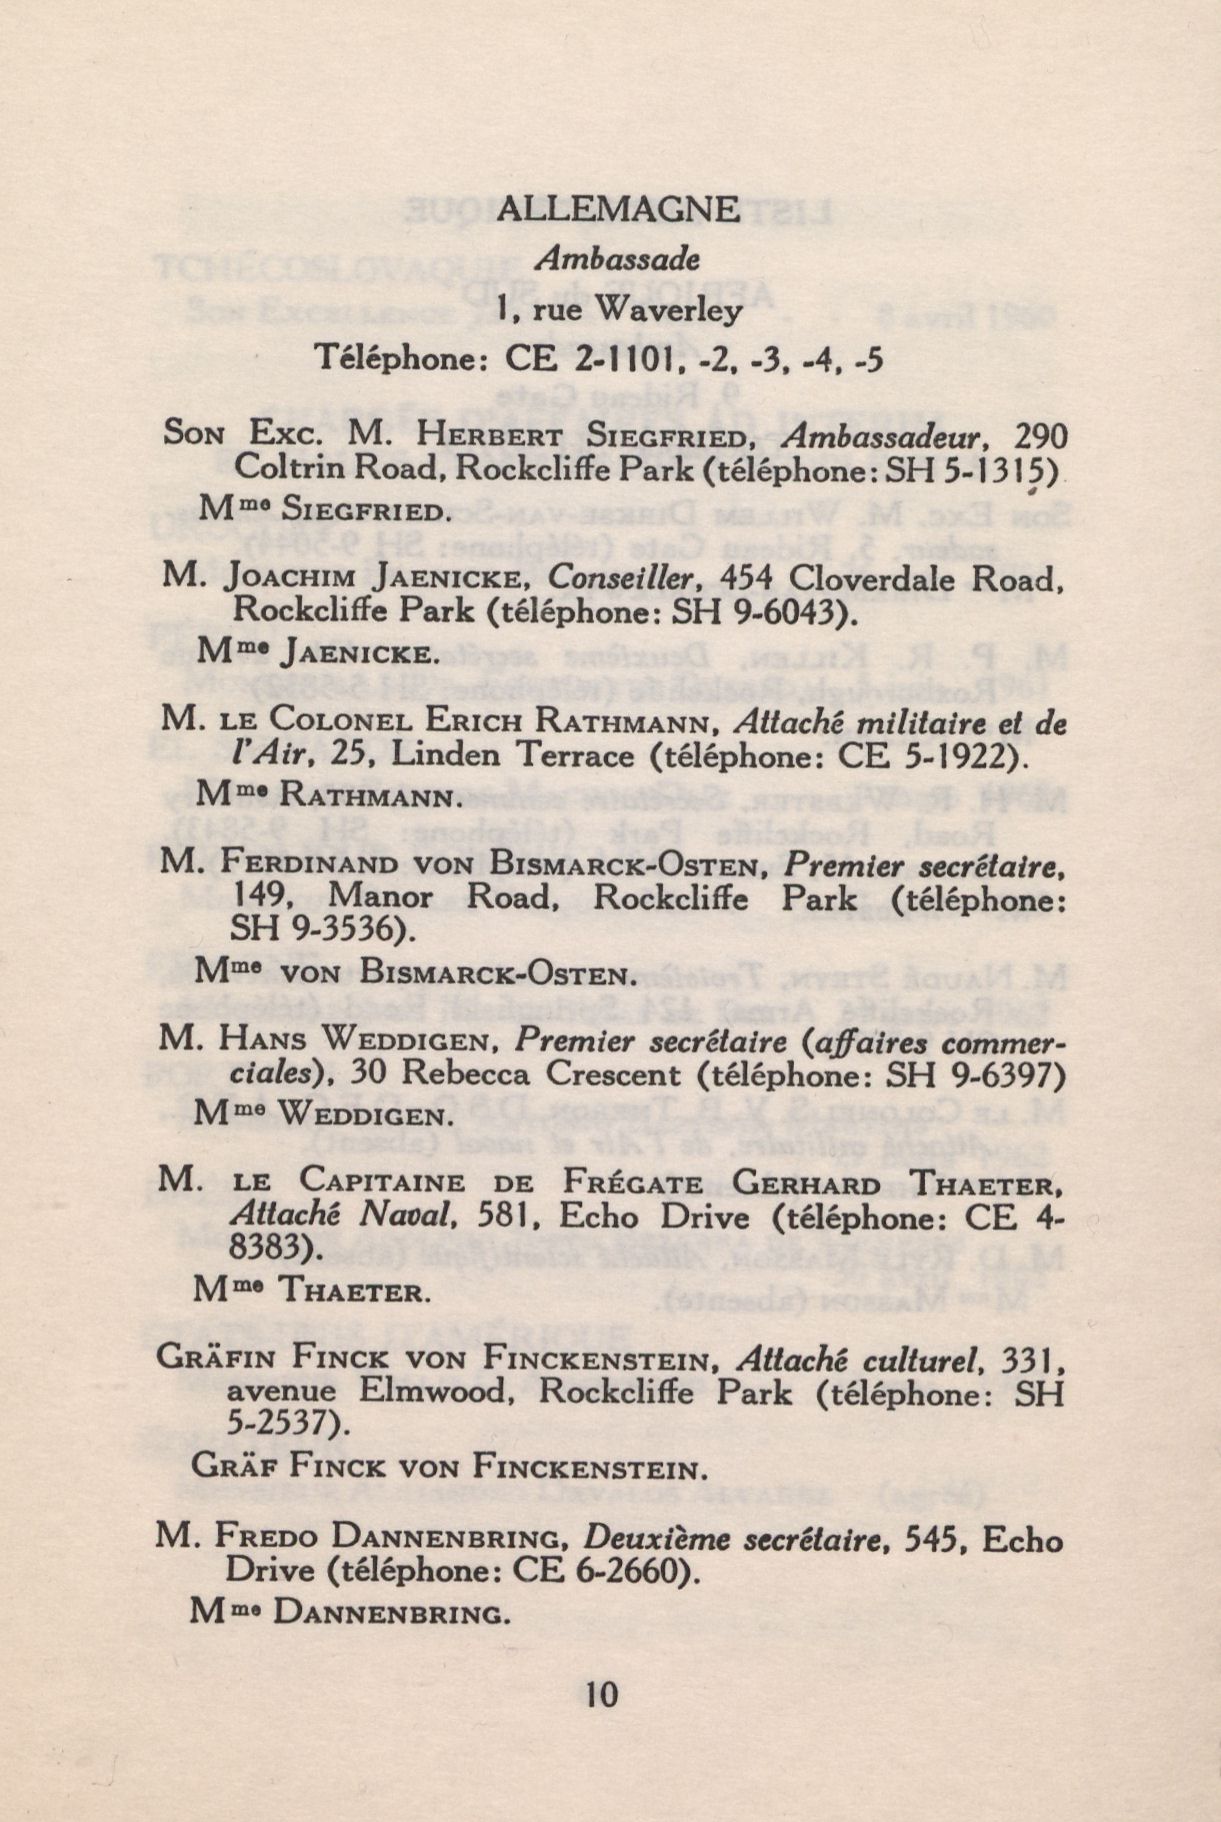 ALLEMAGNE
Ambassade
1, rue Waverley
Téléphone: CE 2-1101, -2, -3, -4, -5
SON EXC. M. HERBERT SIEGFRIED, Ambassadeur, 290
Coltrin Road, Rockcliffe Park (téléphone: SH 5-1315)
Mme SIEGFRIED.
M. JOACHIM JAENICKE, Conseiller, 454 Cloverdale Road,
Rockcliffe Park (téléphone: SH 9-6043).
Mme JAENICKE.
M. LE COLONEL ERICH RATHMANN, Attaché militaire et de
l'Air, 25, Linden Terrace (téléphone: CE 5-1922).
Mme RATHMANN.
M. FERDINAND VON BISMARCK-OSTEN, Premier secrétaire,
149, Manor Road, Rockcliffe Park (téléphone:
SH 9-3536).
Mme VON BISMARCK-OSTEN.
M. HANS WEDDIGEN, Premier secrétaire (affaires commer-
ciales), 30 Rebecca Crescent (téléphone: SH 9-6397)
Mme WEDDIGEN.
M. LE CAPITAINE DE FRÉGATE GERHARD THAETER,
Attaché Naval, 581, Echo Drive (téléphone: CE 4-
8383).
Mme THAETER.
GRÄFIN FINCK VON FINCKENSTEIN, Attaché culturel, 331,
avenue Elmwood, Rockcliffe Park (téléphone: SH
5-2537).
GRÄF FINCK VON FINCKENSTEIN.
M. FREDO DANNENBRING, Deuxième secrétaire, 545, Echo
Drive (téléphone: CE 6-2660).
Mme DANNENBRING.
10